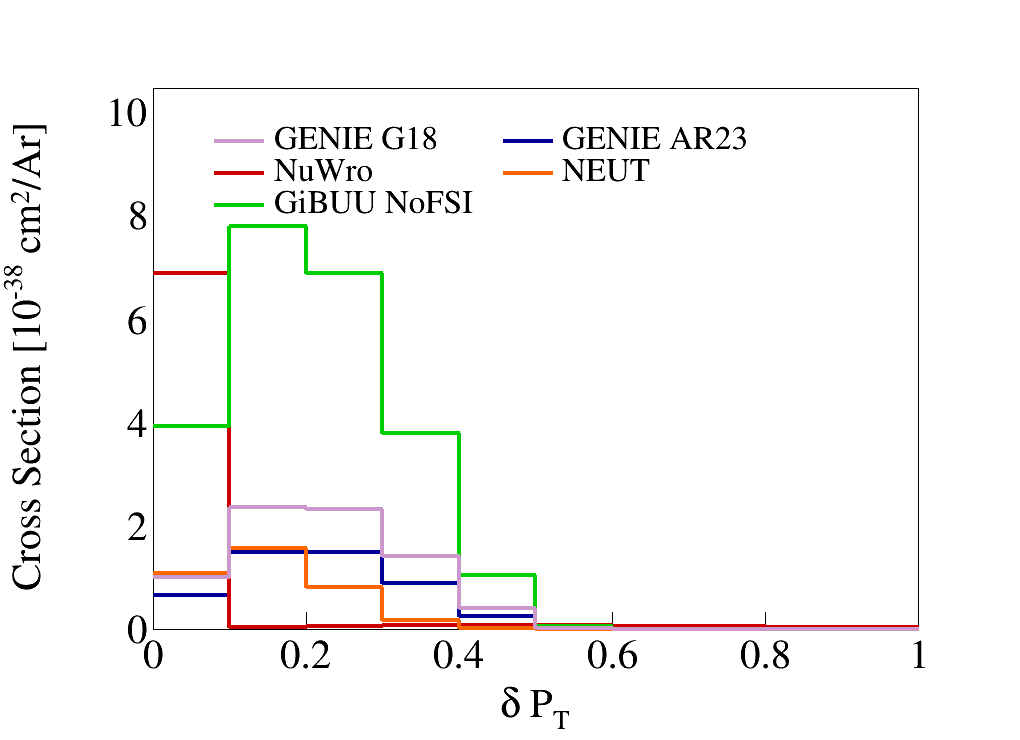 Cross Section [10⁻³⁸ cm²/Ar]
10
8
6
4
2
0
GENIE G18
GENIE AR23
NuWro
NEUT
GiBUU NoFSI
0 0.2 0.4 0.6 0.8 1
δ P_T